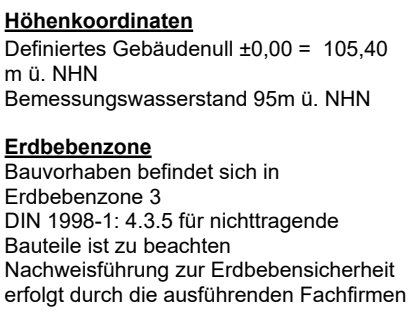 Höhenkoordinaten
Definiertes Gebäudenull ±0,00 = 105,40
m ü. NHN
Bemessungswasserstand 95m ü. NHN
Erdbebenzone
Bauvorhaben befindet sich in
Erdbebenzone 3
DIN 1998-1: 4.3.5 für nichttragende
Bauteile ist zu beachten
Nachweisführung zur Erdbebensicherheit
erfolgt durch die ausführenden Fachfirmen